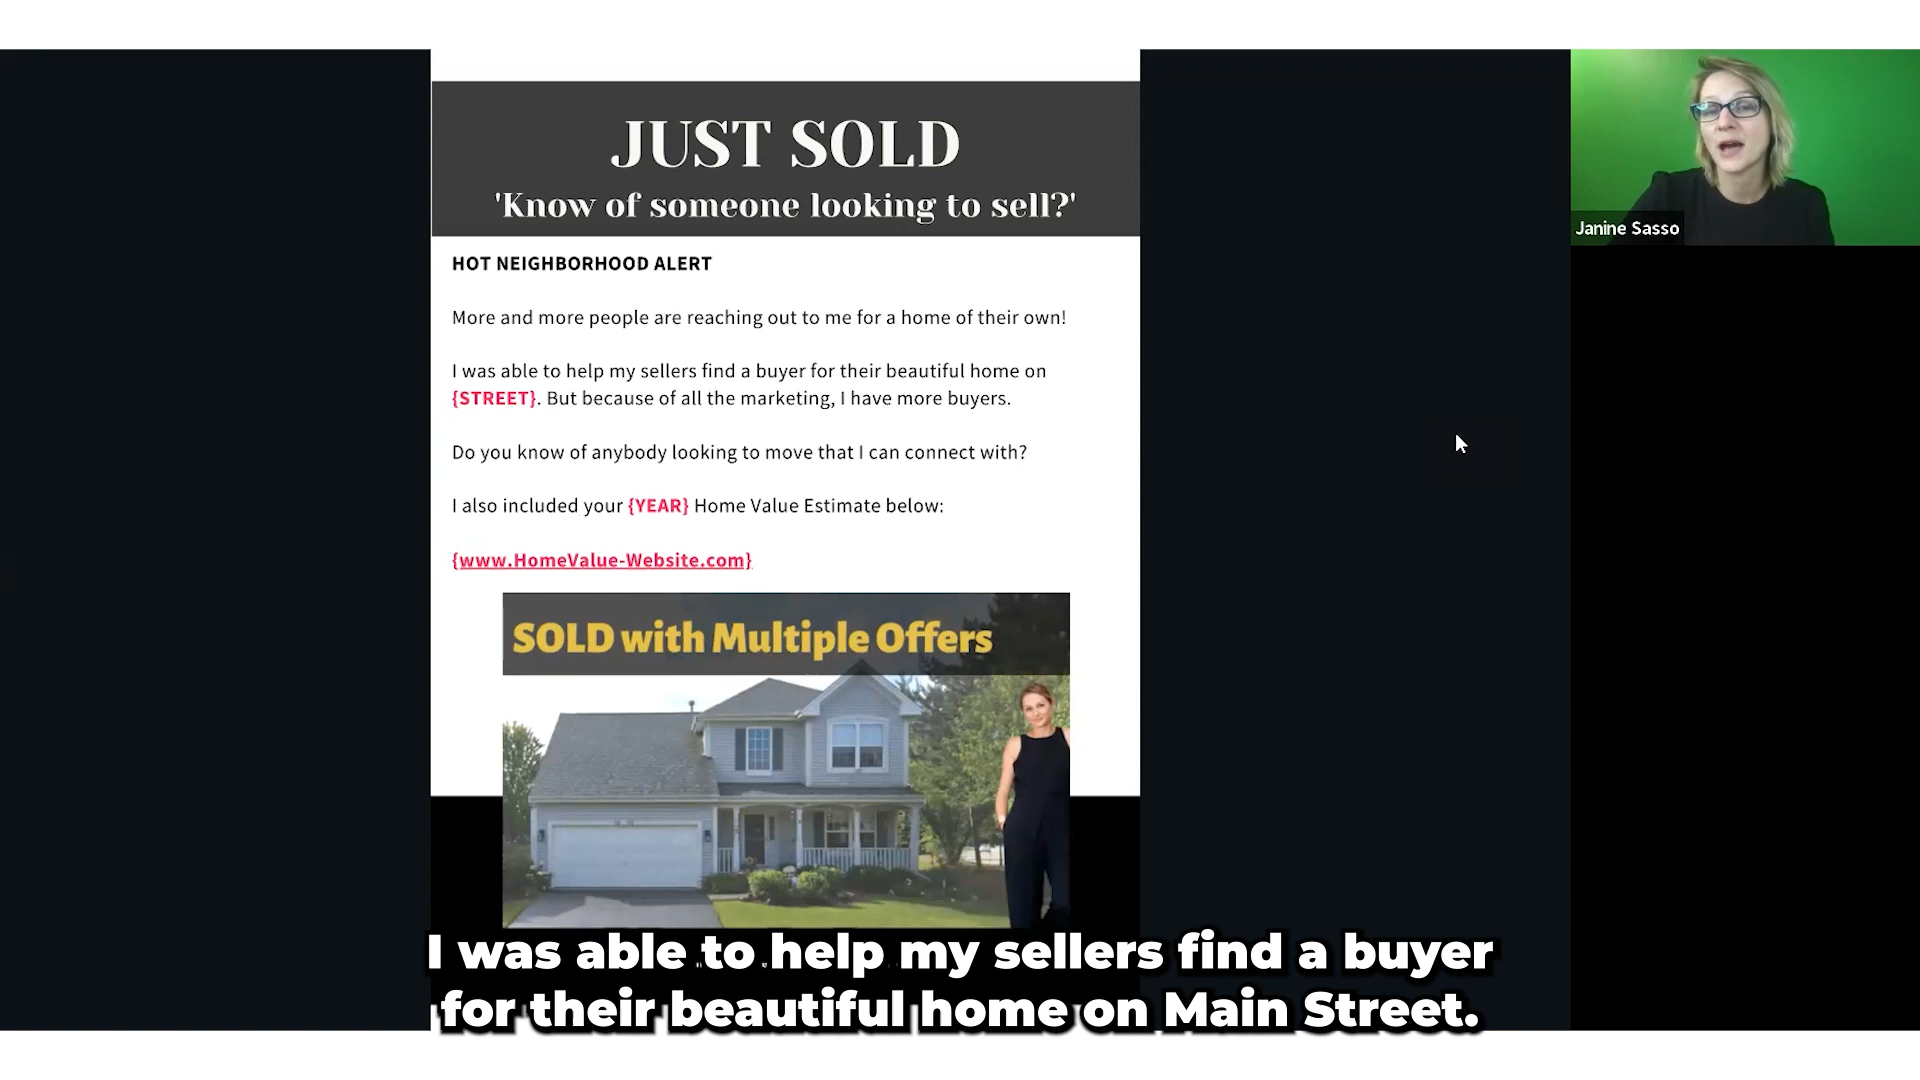 JUST SOLD
'Know of someone looking to sell?'
HOT NEIGHBORHOOD ALERT
More and more people are reaching out to me for a home of their own!
I was able to help my sellers find a buyer for their beautiful home on
{STREET}. But because of all the marketing, I have more buyers.
Do you know of anybody looking to move that I can connect with?
I also included your {YEAR} Home Value Estimate below:
{www.HomeValue-Website.com}
SOLD with Multiple Offers
Janine Sasso
I was able to help my sellers find a buyer
for their beautiful home on Main Street.